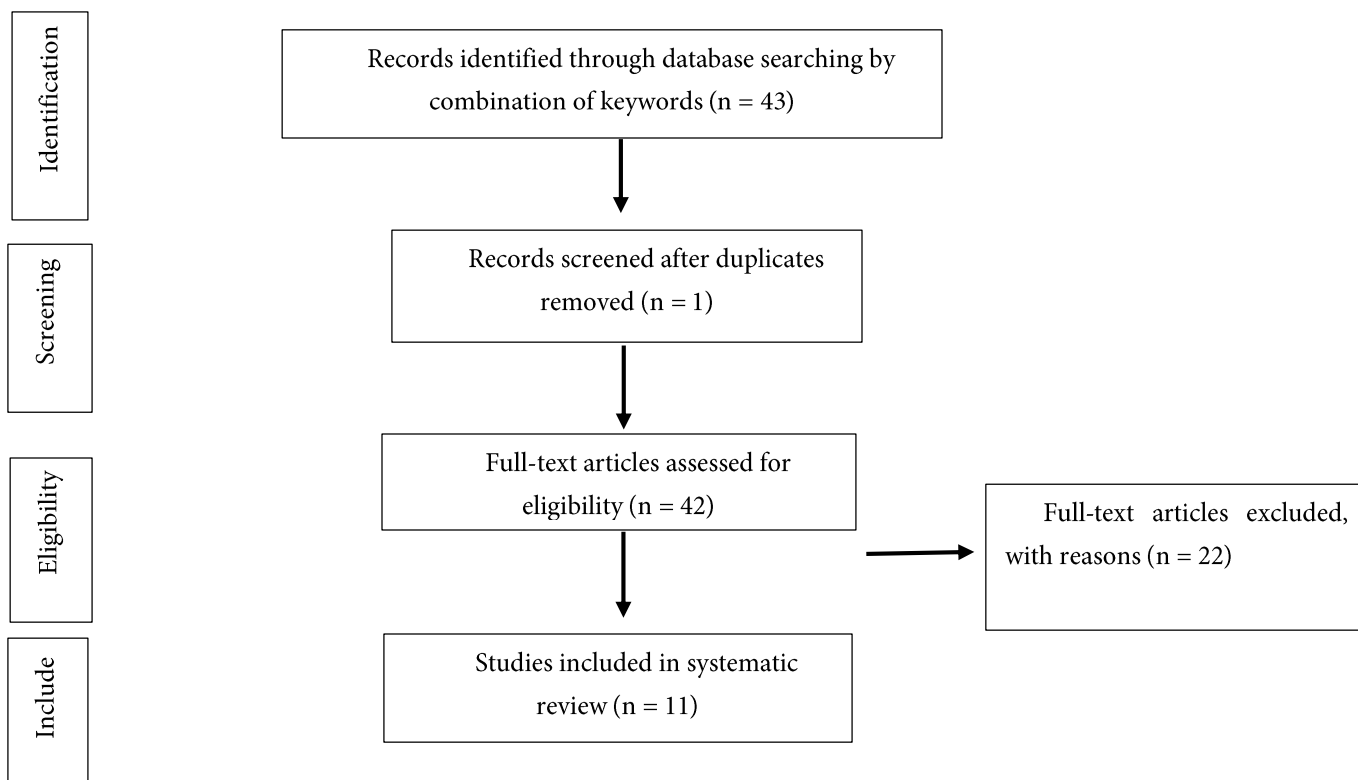 Identification
Records identified through database searching by
combination of keywords (n = 43)
Screening
Records screened after duplicates
removed (n = 1)
Eligibility
Full-text articles assessed for
eligibility (n = 42)
Full-text articles excluded,
with reasons (n = 22)
Include
Studies included in systematic
review (n = 11)